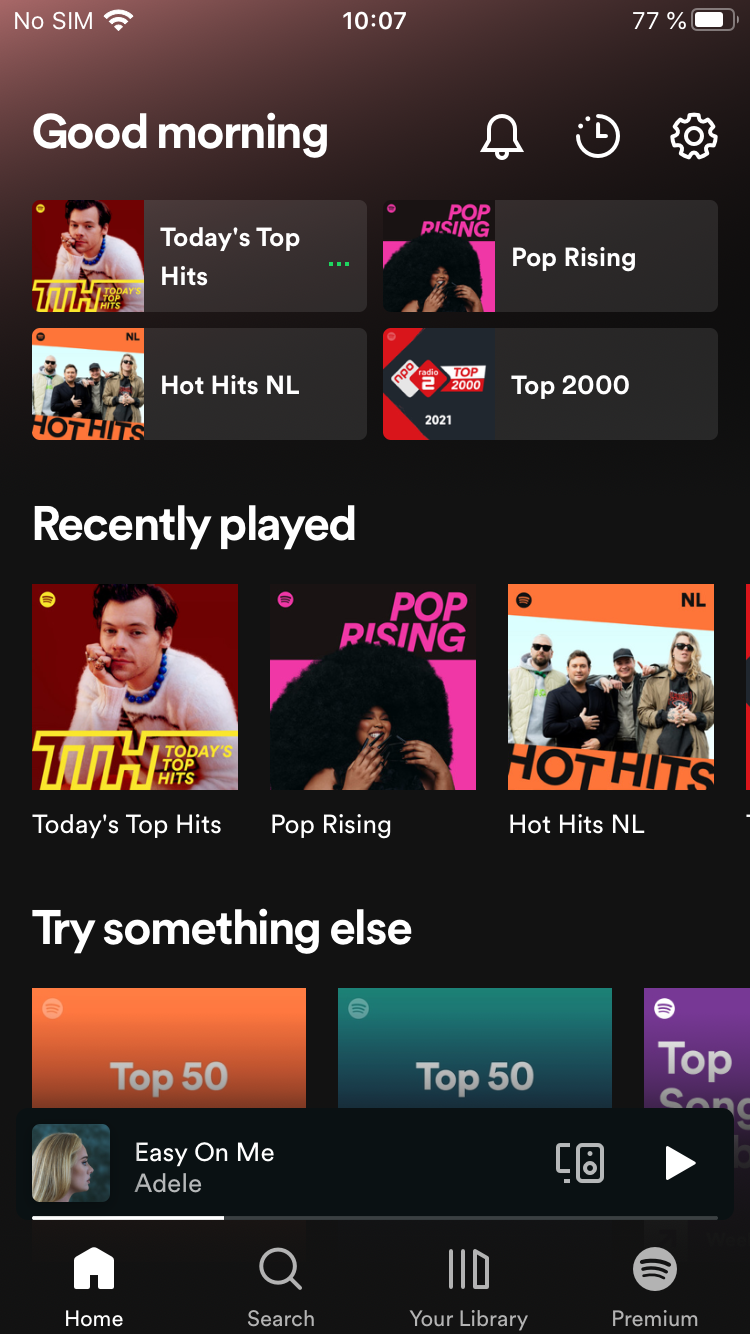 No SIM
10:07
77 %
Good morning
TTH TODAY'S
TOP
HITS
Today's Top
Hits
POP
RISING
Pop Rising
NL
HOT HITS
Hot Hits NL
npo
radio
2
TOP
2000
2021
Top 2000
Recently played
TTH TODAY'S
TOP
HITS
Today's Top Hits
POP
RISING
Pop Rising
NL
HOT HITS
Hot Hits NL
Try something else
Top 50
Top 50
Top
Easy On Me
Adele
Home
Search
Your Library
Premium